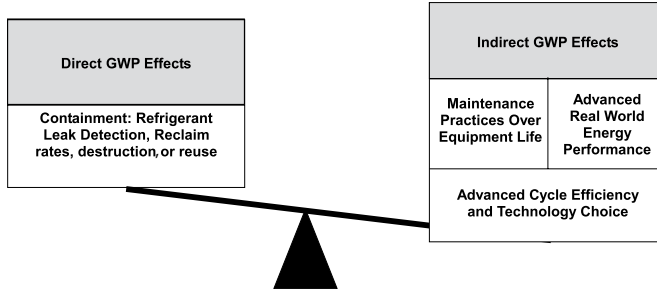 Direct GWP Effects
Containment: Refrigerant
Leak Detection, Reclaim
rates, destruction, or reuse
Indirect GWP Effects
Maintenance
Practices Over
Equipment Life
Advanced
Real World
Energy
Performance
Advanced Cycle Efficiency
and Technology Choice